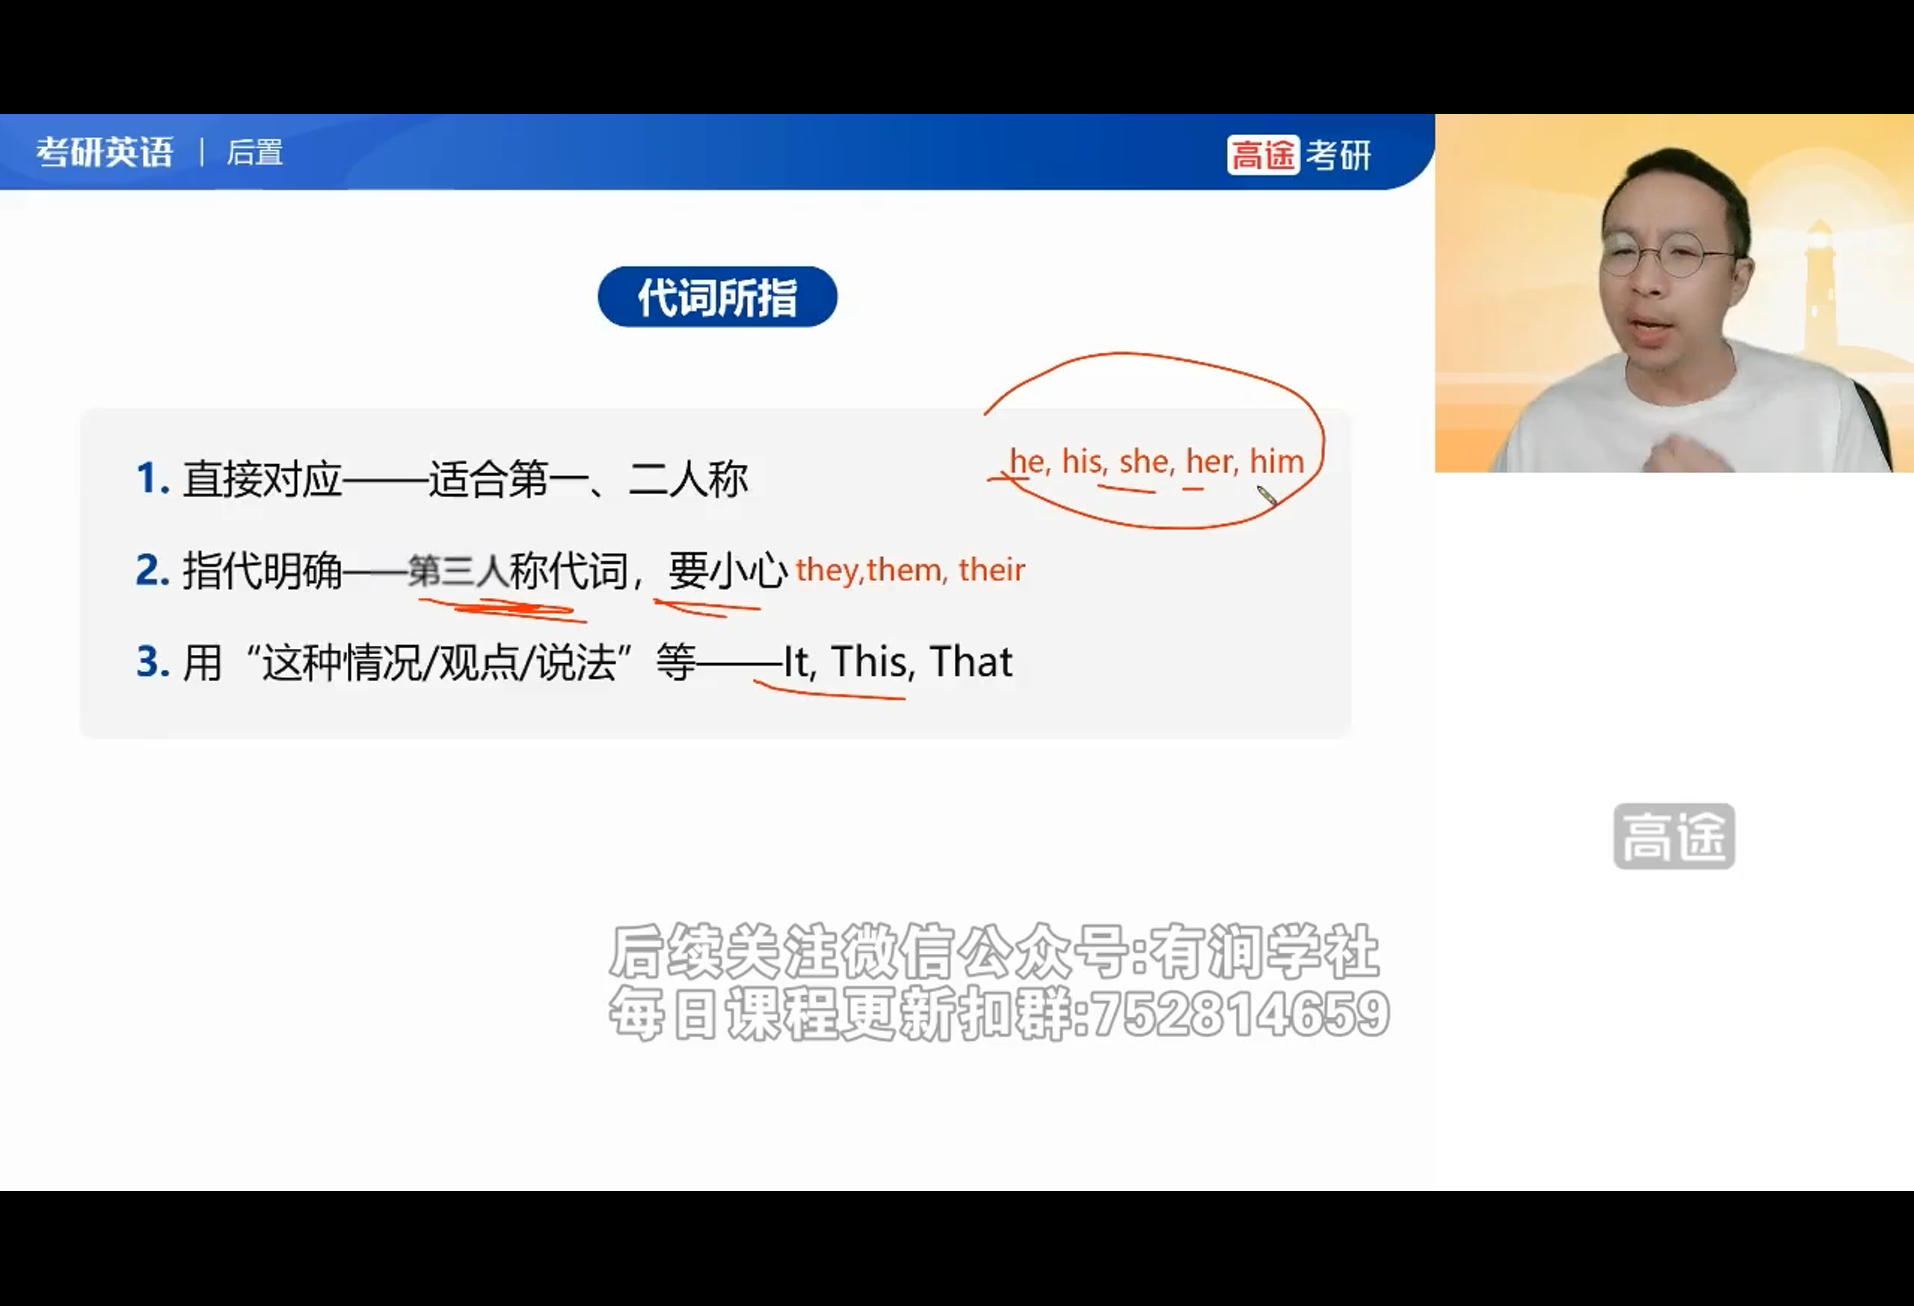 考研英语 | 后置
高途 考研
代词所指
he, his, she, her, him
1. 直接对应——适合第一、二人称
2. 指代明确——第三人称代词，要小心 they,them, their
3. 用“这种情况/观点/说法”等——It, This, That
高途
后续关注微信公众号:有涧学社
每日课程更新扣群:752814659